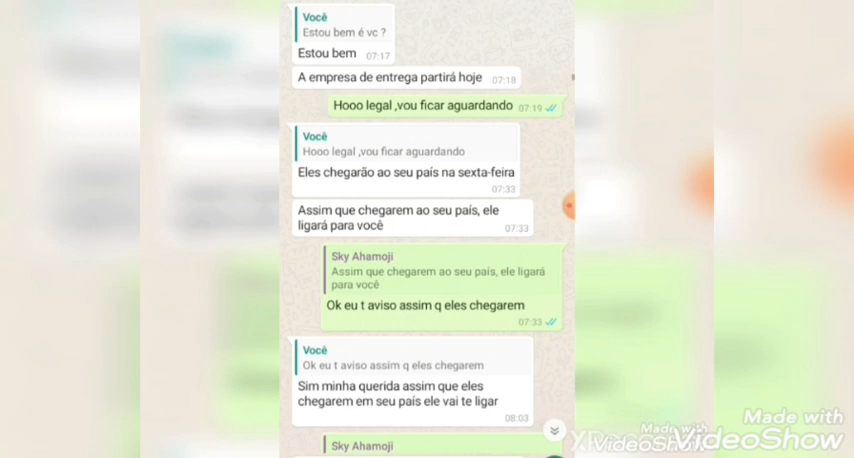 Você
Estou bem é vc ?
Estou bem 07:17
A empresa de entrega partirá hoje 07:18
Hooo legal ,vou ficar aguardando 07:19
Você
Hooo legal ,vou ficar aguardando
Eles chegarão ao seu país na sexta-feira
07:33
Assim que chegarem ao seu país, ele
ligará para você 07:33
Sky Ahamoji
Assim que chegarem ao seu país, ele ligará
para você
Ok eu t aviso assim q eles chegarem
07:33
Você
Ok eu t aviso assim q eles chegarem
Sim minha querida assim que eles
chegarem em seu país ele vai te ligar
08:03
Sky Ahamoji
Made with
VideoShow
Made with
VideoShow